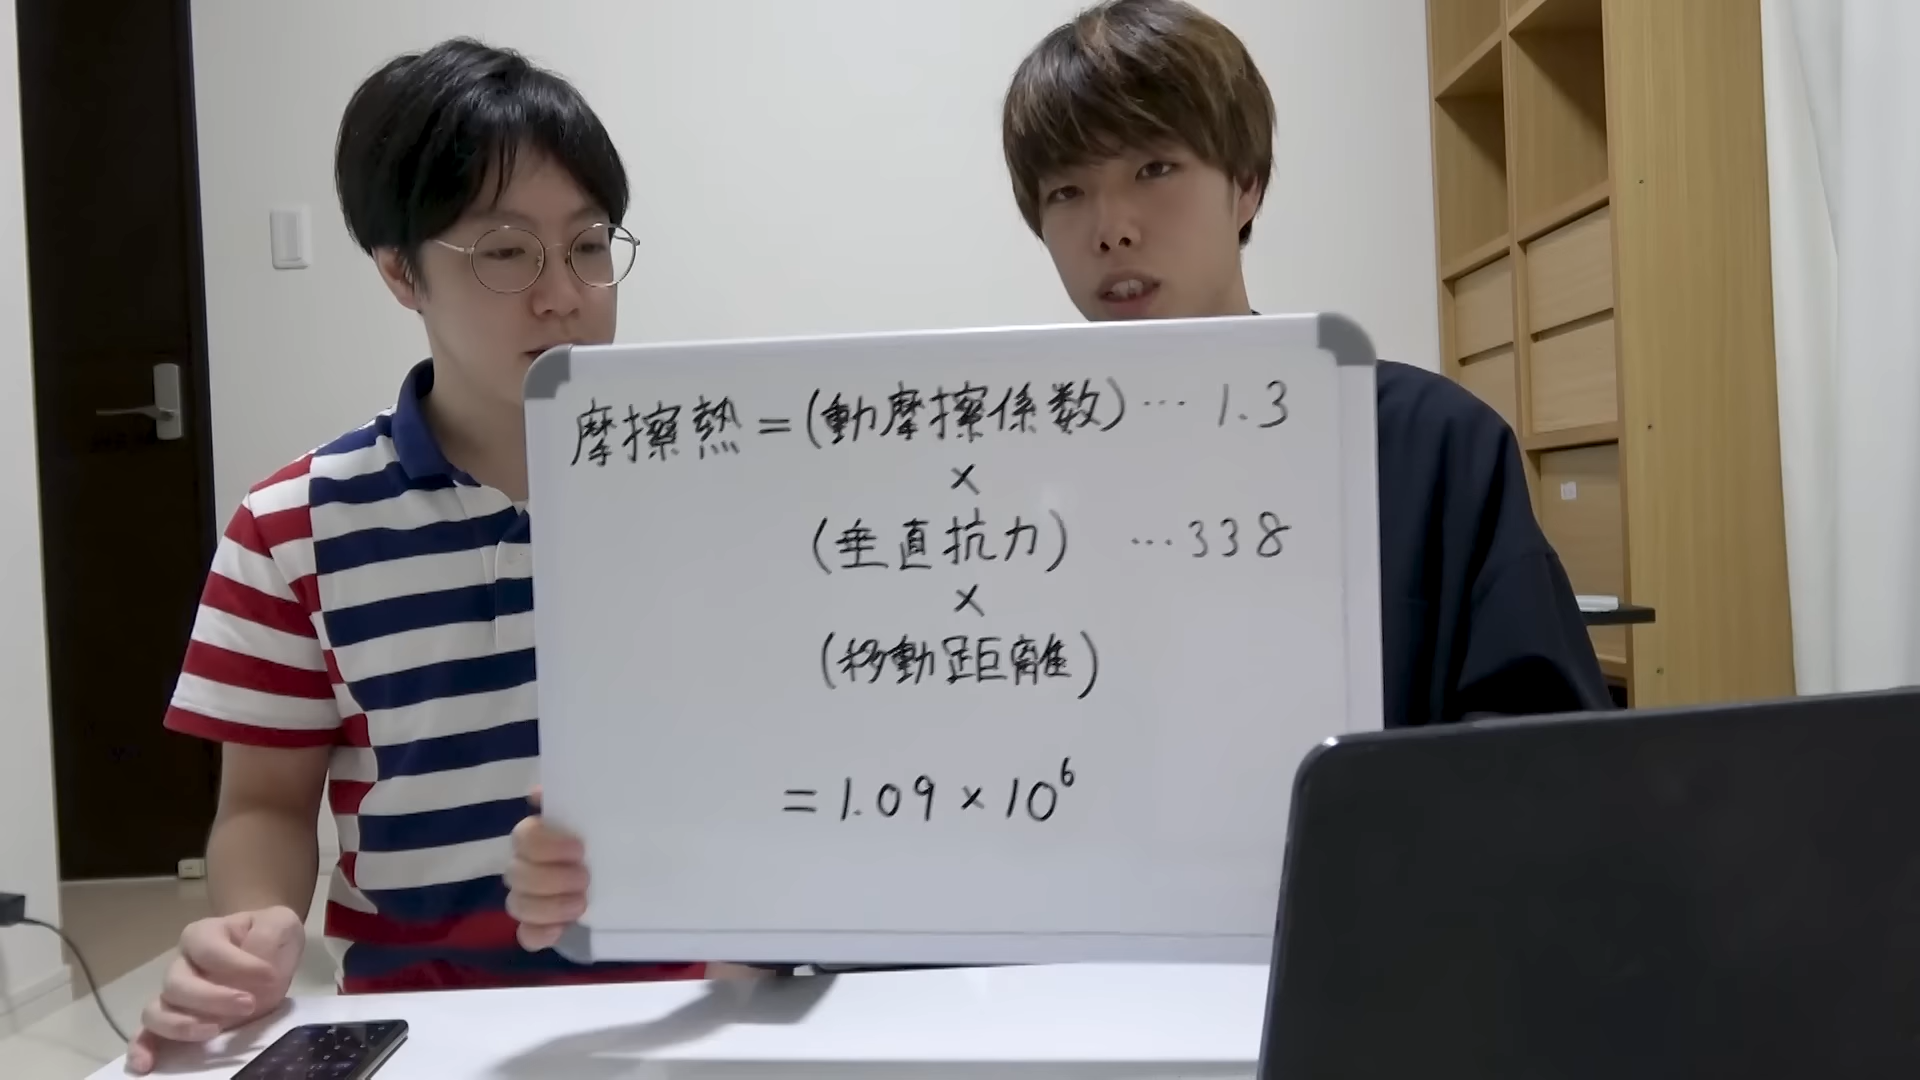 摩擦熱=(動摩擦係数)… 1.3
×
(垂直抗力) …338
×
(移動距離)
=1.09×10⁶